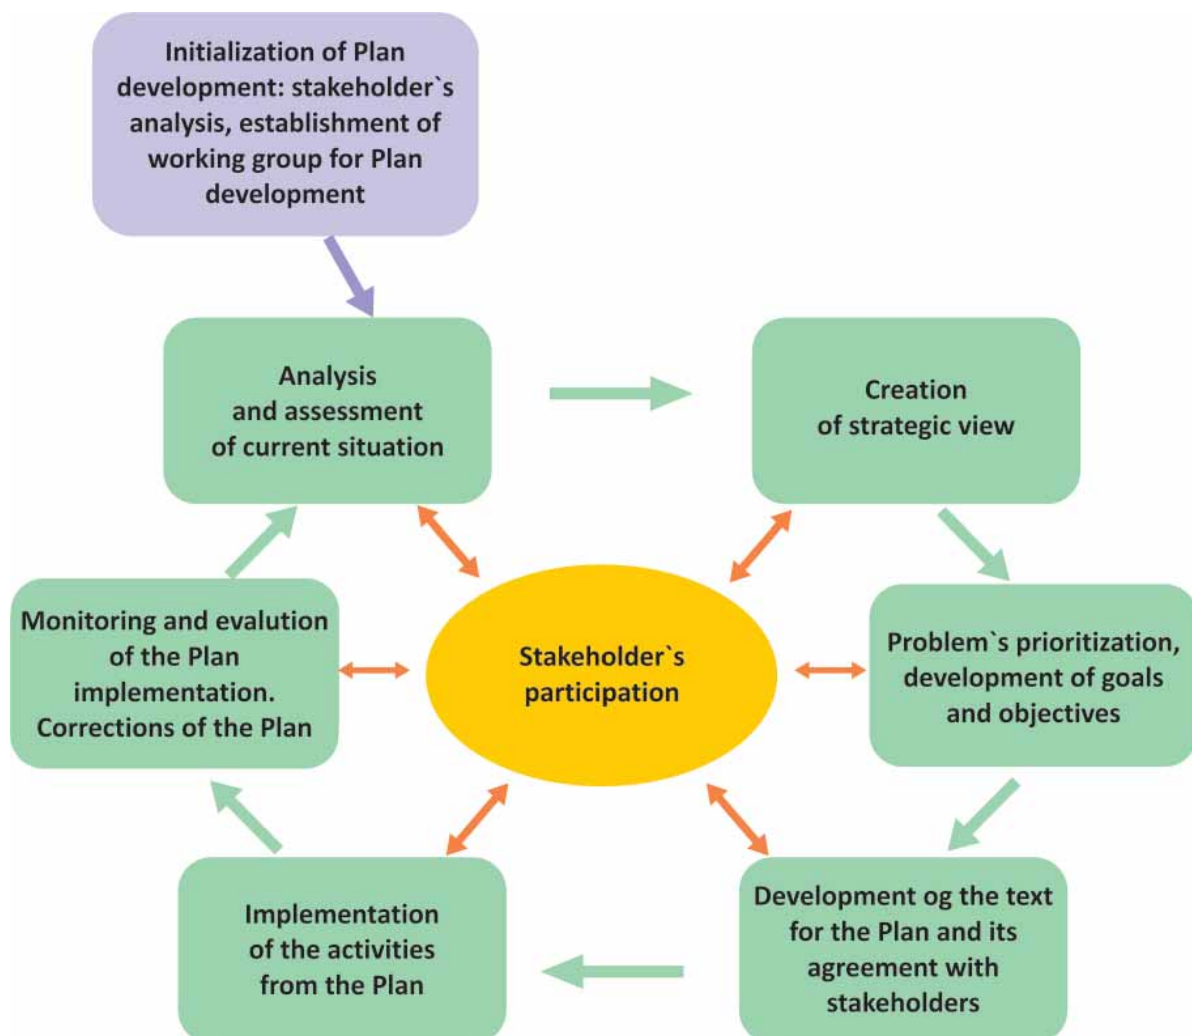 Initialization of Plan
development: stakeholder`s
analysis, establishment of
working group for Plan
development
Analysis
and assessment
of current situation
Creation
of strategic view
Monitoring and evalution
of the Plan
implementation.
Corrections of the Plan
Stakeholder`s
participation
Problem`s prioritization,
development of goals
and objectives
Implementation
of the activities
from the Plan
Development og the text
for the Plan and its
agreement with
stakeholders